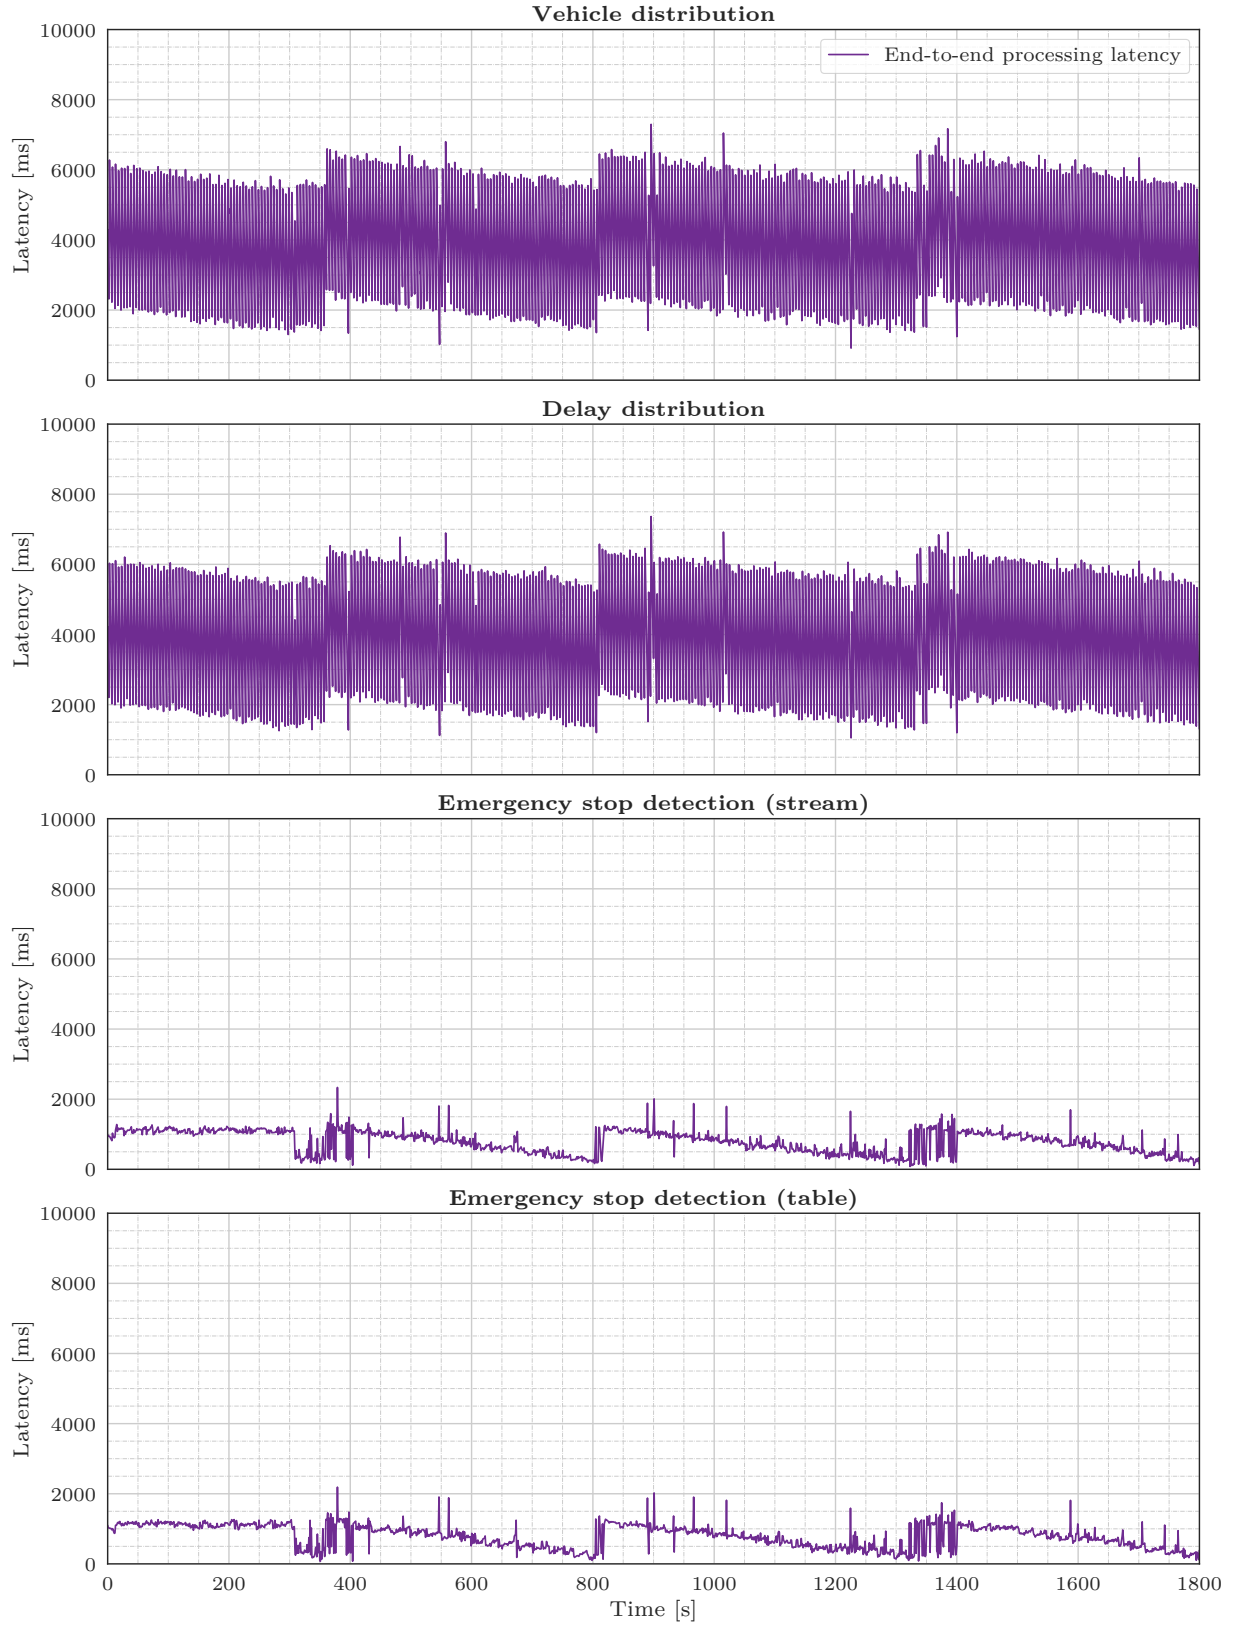 Vehicle distribution
10000
8000
6000
4000
2000
0
Latency [ms]
End-to-end processing latency
Delay distribution
10000
8000
6000
4000
2000
0
Latency [ms]
Emergency stop detection (stream)
10000
8000
6000
4000
2000
0
Latency [ms]
Emergency stop detection (table)
10000
8000
6000
4000
2000
0
Latency [ms]
0 200 400 600 800 1000 1200 1400 1600 1800
Time [s]